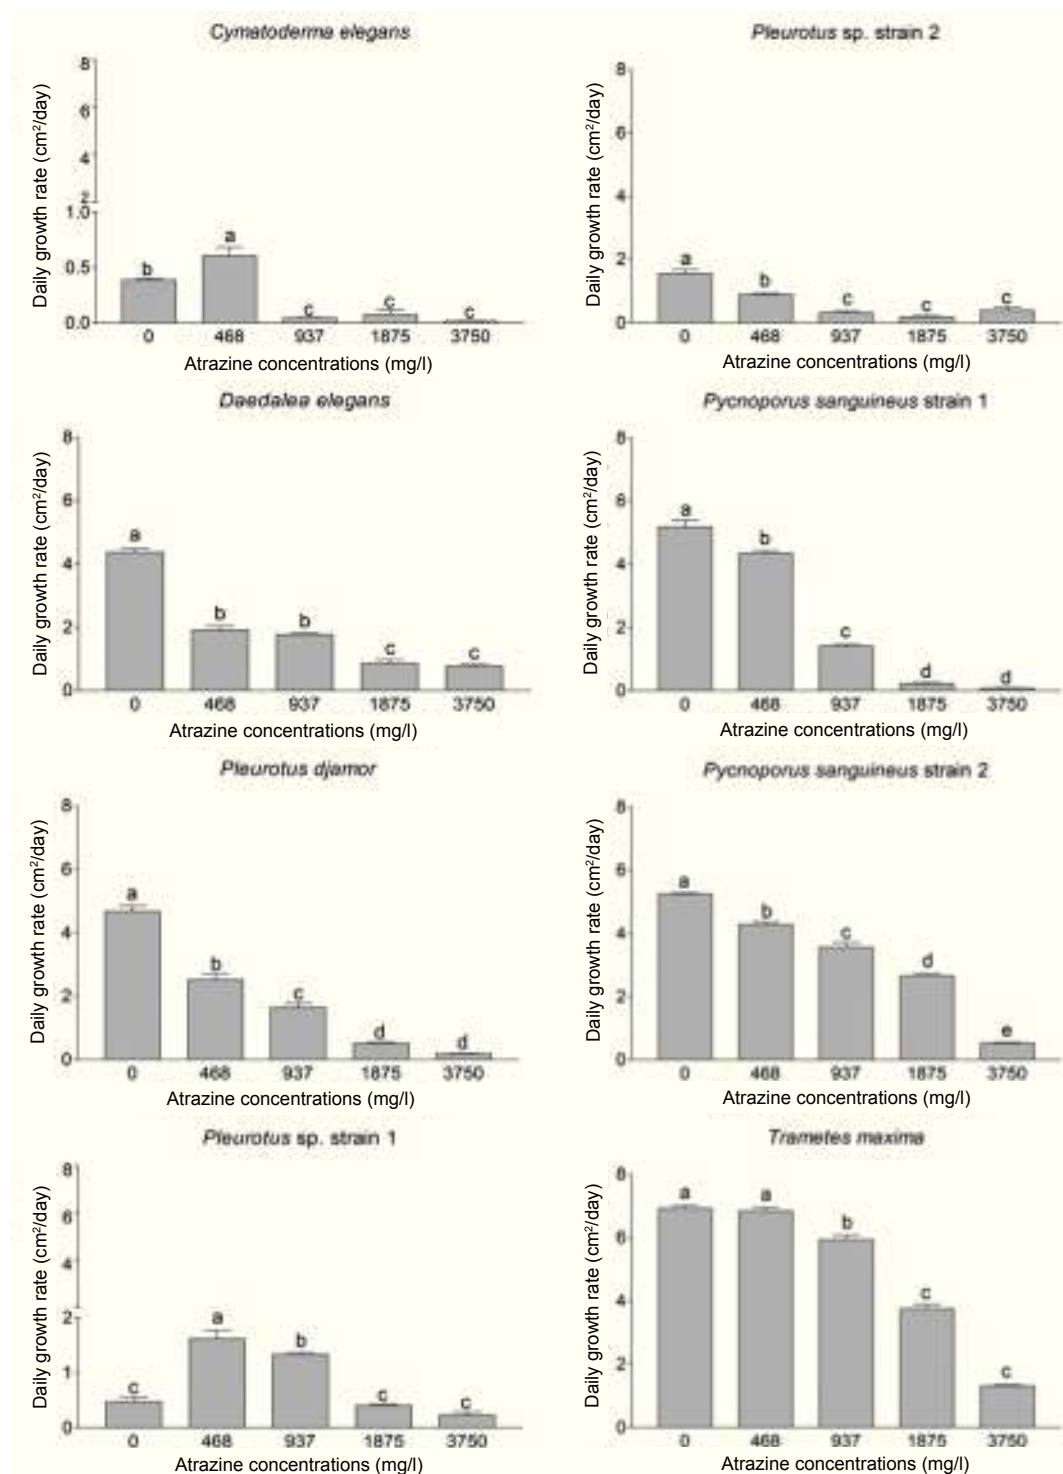 Cymatoderma elegans
Daily growth rate (cm²/day)
8
6
4
2
1.0
0.5
0.0
b
a
c
c
c
0 468 937 1875 3750
Atrazine concentrations (mg/l)
Pleurotus sp. strain 2
Daily growth rate (cm²/day)
8
6
4
2
0
a
b
c
c
c
0 468 937 1875 3750
Atrazine concentrations (mg/l)
Daedalea elegans
Daily growth rate (cm²/day)
8
6
4
2
0
a
b
b
c
c
0 468 937 1875 3750
Atrazine concentrations (mg/l)
Pycnoporus sanguineus strain 1
Daily growth rate (cm²/day)
8
6
4
2
0
a
b
c
d
d
0 468 937 1875 3750
Atrazine concentrations (mg/l)
Pleurotus djamor
Daily growth rate (cm²/day)
8
6
4
2
0
a
b
c
d
d
0 468 937 1875 3750
Atrazine concentrations (mg/l)
Pycnoporus sanguineus strain 2
Daily growth rate (cm²/day)
8
6
4
2
0
a
b
c
d
e
0 468 937 1875 3750
Atrazine concentrations (mg/l)
Pleurotus sp. strain 1
Daily growth rate (cm²/day)
8
6
4
2
1
0
c
a
b
c
c
0 468 937 1875 3750
Atrazine concentrations (mg/l)
Trametes maxima
Daily growth rate (cm²/day)
8
6
4
2
0
a
a
b
c
c
0 468 937 1875 3750
Atrazine concentrations (mg/l)